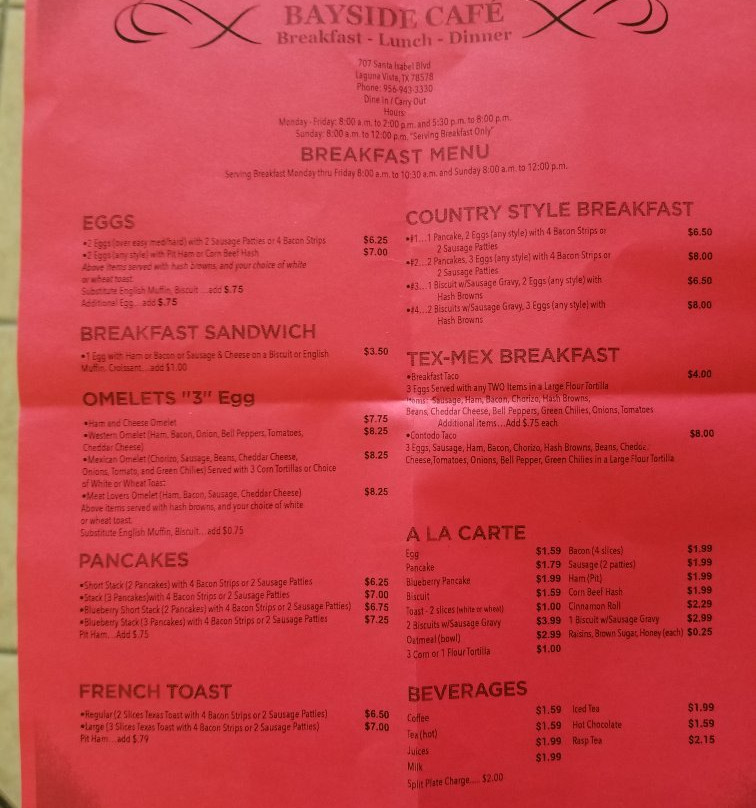 BAYSIDE CAFÉ
Breakfast - Lunch - Dinner
707 Santa Isabel Blvd.
Laguna Vista, TX 78578
Phone: 956-943-3330
Dine In / Carry Out
Hours:
Monday - Friday: 8:00 a.m. to 2:00 p.m. and 5:30 p.m. to 8:00 p.m.
Sunday: 8:00 a.m. to 12:00 p.m. "Serving Breakfast Only"
BREAKFAST MENU
Serving Breakfast Monday thru Friday 8:00 a.m. to 10:30 a.m. and Sunday 8:00 a.m. to 12:00 p.m.
EGGS
•2 Eggs (over easy med/hard) with 2 Sausage Patties or 4 Bacon Strips $6.25
•2 Eggs (any style) with Pit Ham or Corn Beef Hash $7.00
Above items served with hash browns, and your choice of white
or wheat toast.
Substitute English Muffin, Biscuit ...add $.75
Additional Egg... add $.75
BREAKFAST SANDWICH
•1 Egg with Ham or Bacon or Sausage & Cheese on a Biscuit or English $3.50
Muffin, Croissant...add $1.00
OMELETS "3" Egg
•Ham and Cheese Omelet $7.75
•Western Omelet (Ham, Bacon, Onion, Bell Peppers, Tomatoes, $8.25
Cheddar Cheese)
•Mexican Omelet (Chorizo, Sausage, Beans, Cheddar Cheese, $8.25
Onions, Tomato, and Green Chilies) Served with 3 Corn Tortillas or Choice
of White or Wheat Toast
•Meat Lovers Omelet (Ham, Bacon, Sausage, Cheddar Cheese) $8.25
Above items served with hash browns, and your choice of white
or wheat toast.
Substitute English Muffin, Biscuit... add $0.75
PANCAKES
•Short Stack (2 Pancakes) with 4 Bacon Strips or 2 Sausage Patties $6.25
•Stack (3 Pancakes)with 4 Bacon Strips or 2 Sausage Patties $7.00
•Blueberry Short Stack (2 Pancakes) with 4 Bacon Strips or 2 Sausage Patties) $6.75
•Blueberry Stack (3 Pancakes) with 4 Bacon Strips or 2 Sausage Patties $7.25
Pit Ham...Add $.75
FRENCH TOAST
•Regular (2 Slices Texas Toast with 4 Bacon Strips or 2 Sausage Patties) $6.50
•Large (3 Slices Texas Toast with 4 Bacon Strips or 2 Sausage Patties) $7.00
Pit Ham...add $.79
COUNTRY STYLE BREAKFAST
•#1...1 Pancake, 2 Eggs (any style) with 4 Bacon Strips or $6.50
2 Sausage Patties
•#2...2 Pancakes, 3 Eggs (any style) with 4 Bacon Strips or $8.00
2 Sausage Patties
•#3...1 Biscuit w/Sausage Gravy, 2 Eggs (any style) with $6.50
Hash Browns
•#4...2 Biscuits w/Sausage Gravy, 3 Eggs (any style) with $8.00
Hash Browns
TEX-MEX BREAKFAST
•Breakfast Taco $4.00
3 Eggs Served with any TWO Items in a Large Flour Tortilla
Items: Sausage, Ham, Bacon, Chorizo, Hash Browns,
Beans, Cheddar Cheese, Bell Peppers, Green Chilies, Onions, Tomatoes
Additional items...Add $.75 each
•Contodo Taco $8.00
3 Eggs, Sausage, Ham, Bacon, Chorizo, Hash Browns, Beans, Cheddar
Cheese,Tomatoes, Onions, Bell Pepper, Green Chilies in a Large Flour Tortilla
A LA CARTE
Egg $1.59 Bacon (4 slices) $1.99
Pancake $1.79 Sausage (2 patties) $1.99
Blueberry Pancake $1.99 Ham (Pit) $1.99
Biscuit $1.59 Corn Beef Hash $1.99
Toast - 2 slices (white or wheat) $1.00 Cinnamon Roll $2.29
2 Biscuits w/Sausage Gravy $3.99 1 Biscuit w/Sausage Gravy $2.99
Oatmeal (bowl) $2.99 Raisins, Brown Sugar, Honey (each) $0.25
3 Corn or 1 Flour Tortilla $1.00
BEVERAGES
Coffee $1.59 Iced Tea $1.99
Tea (hot) $1.59 Hot Chocolate $1.59
Juices $1.99 Rasp Tea $2.15
Milk $1.99
Split Plate Charge.... $2.00